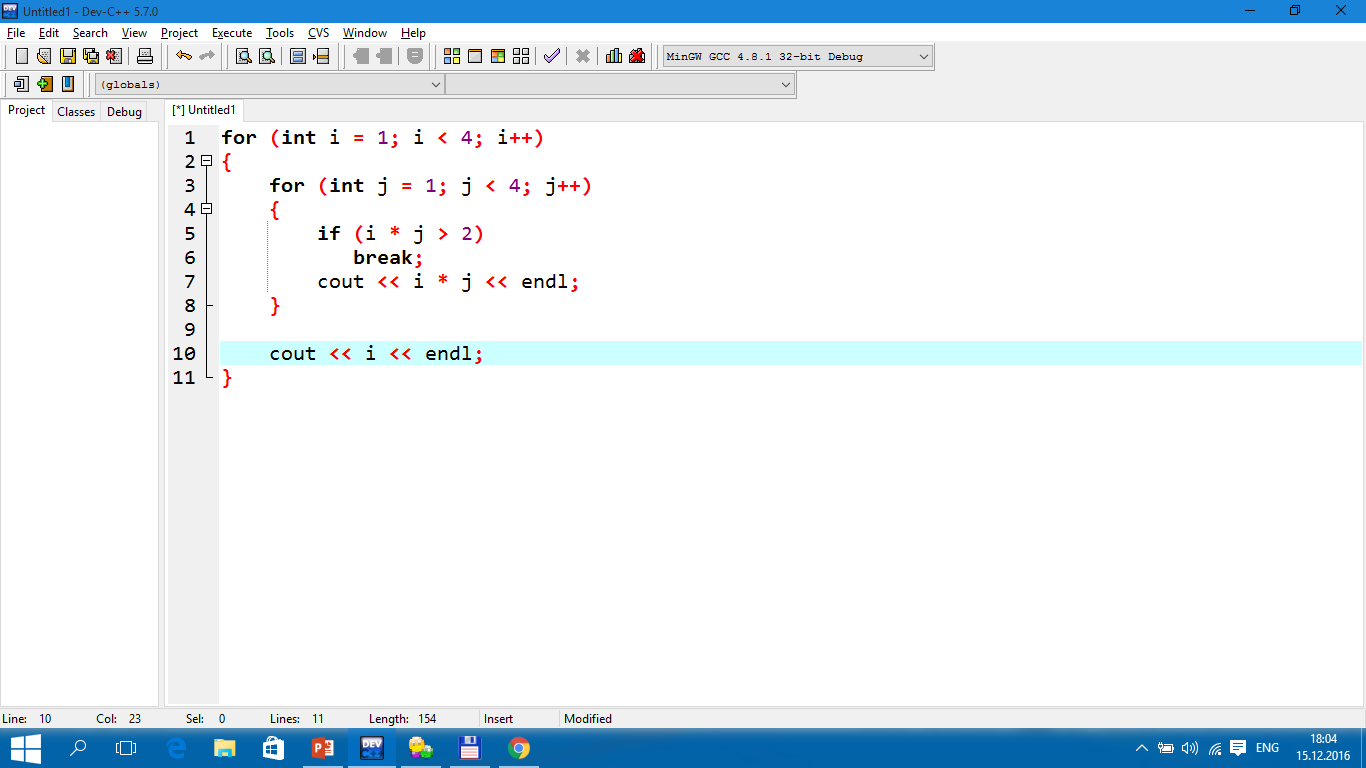 Untitled1 - Dev-C++ 5.7.0
File Edit Search View Project Execute Tools CVS Window Help
MinGW GCC 4.8.1 32-bit Debug
(globals)
Project Classes Debug
[*] Untitled1
1 for (int i = 1; i < 4; i++)
2 {
3     for (int j = 1; j < 4; j++)
4     {
5         if (i * j > 2)
6            break;
7         cout << i * j << endl;
8     }
9
10     cout << i << endl;
11 }
Line: 10 Col: 23 Sel: 0 Lines: 11 Length: 154 Insert Modified
ENG
18:04
15.12.2016